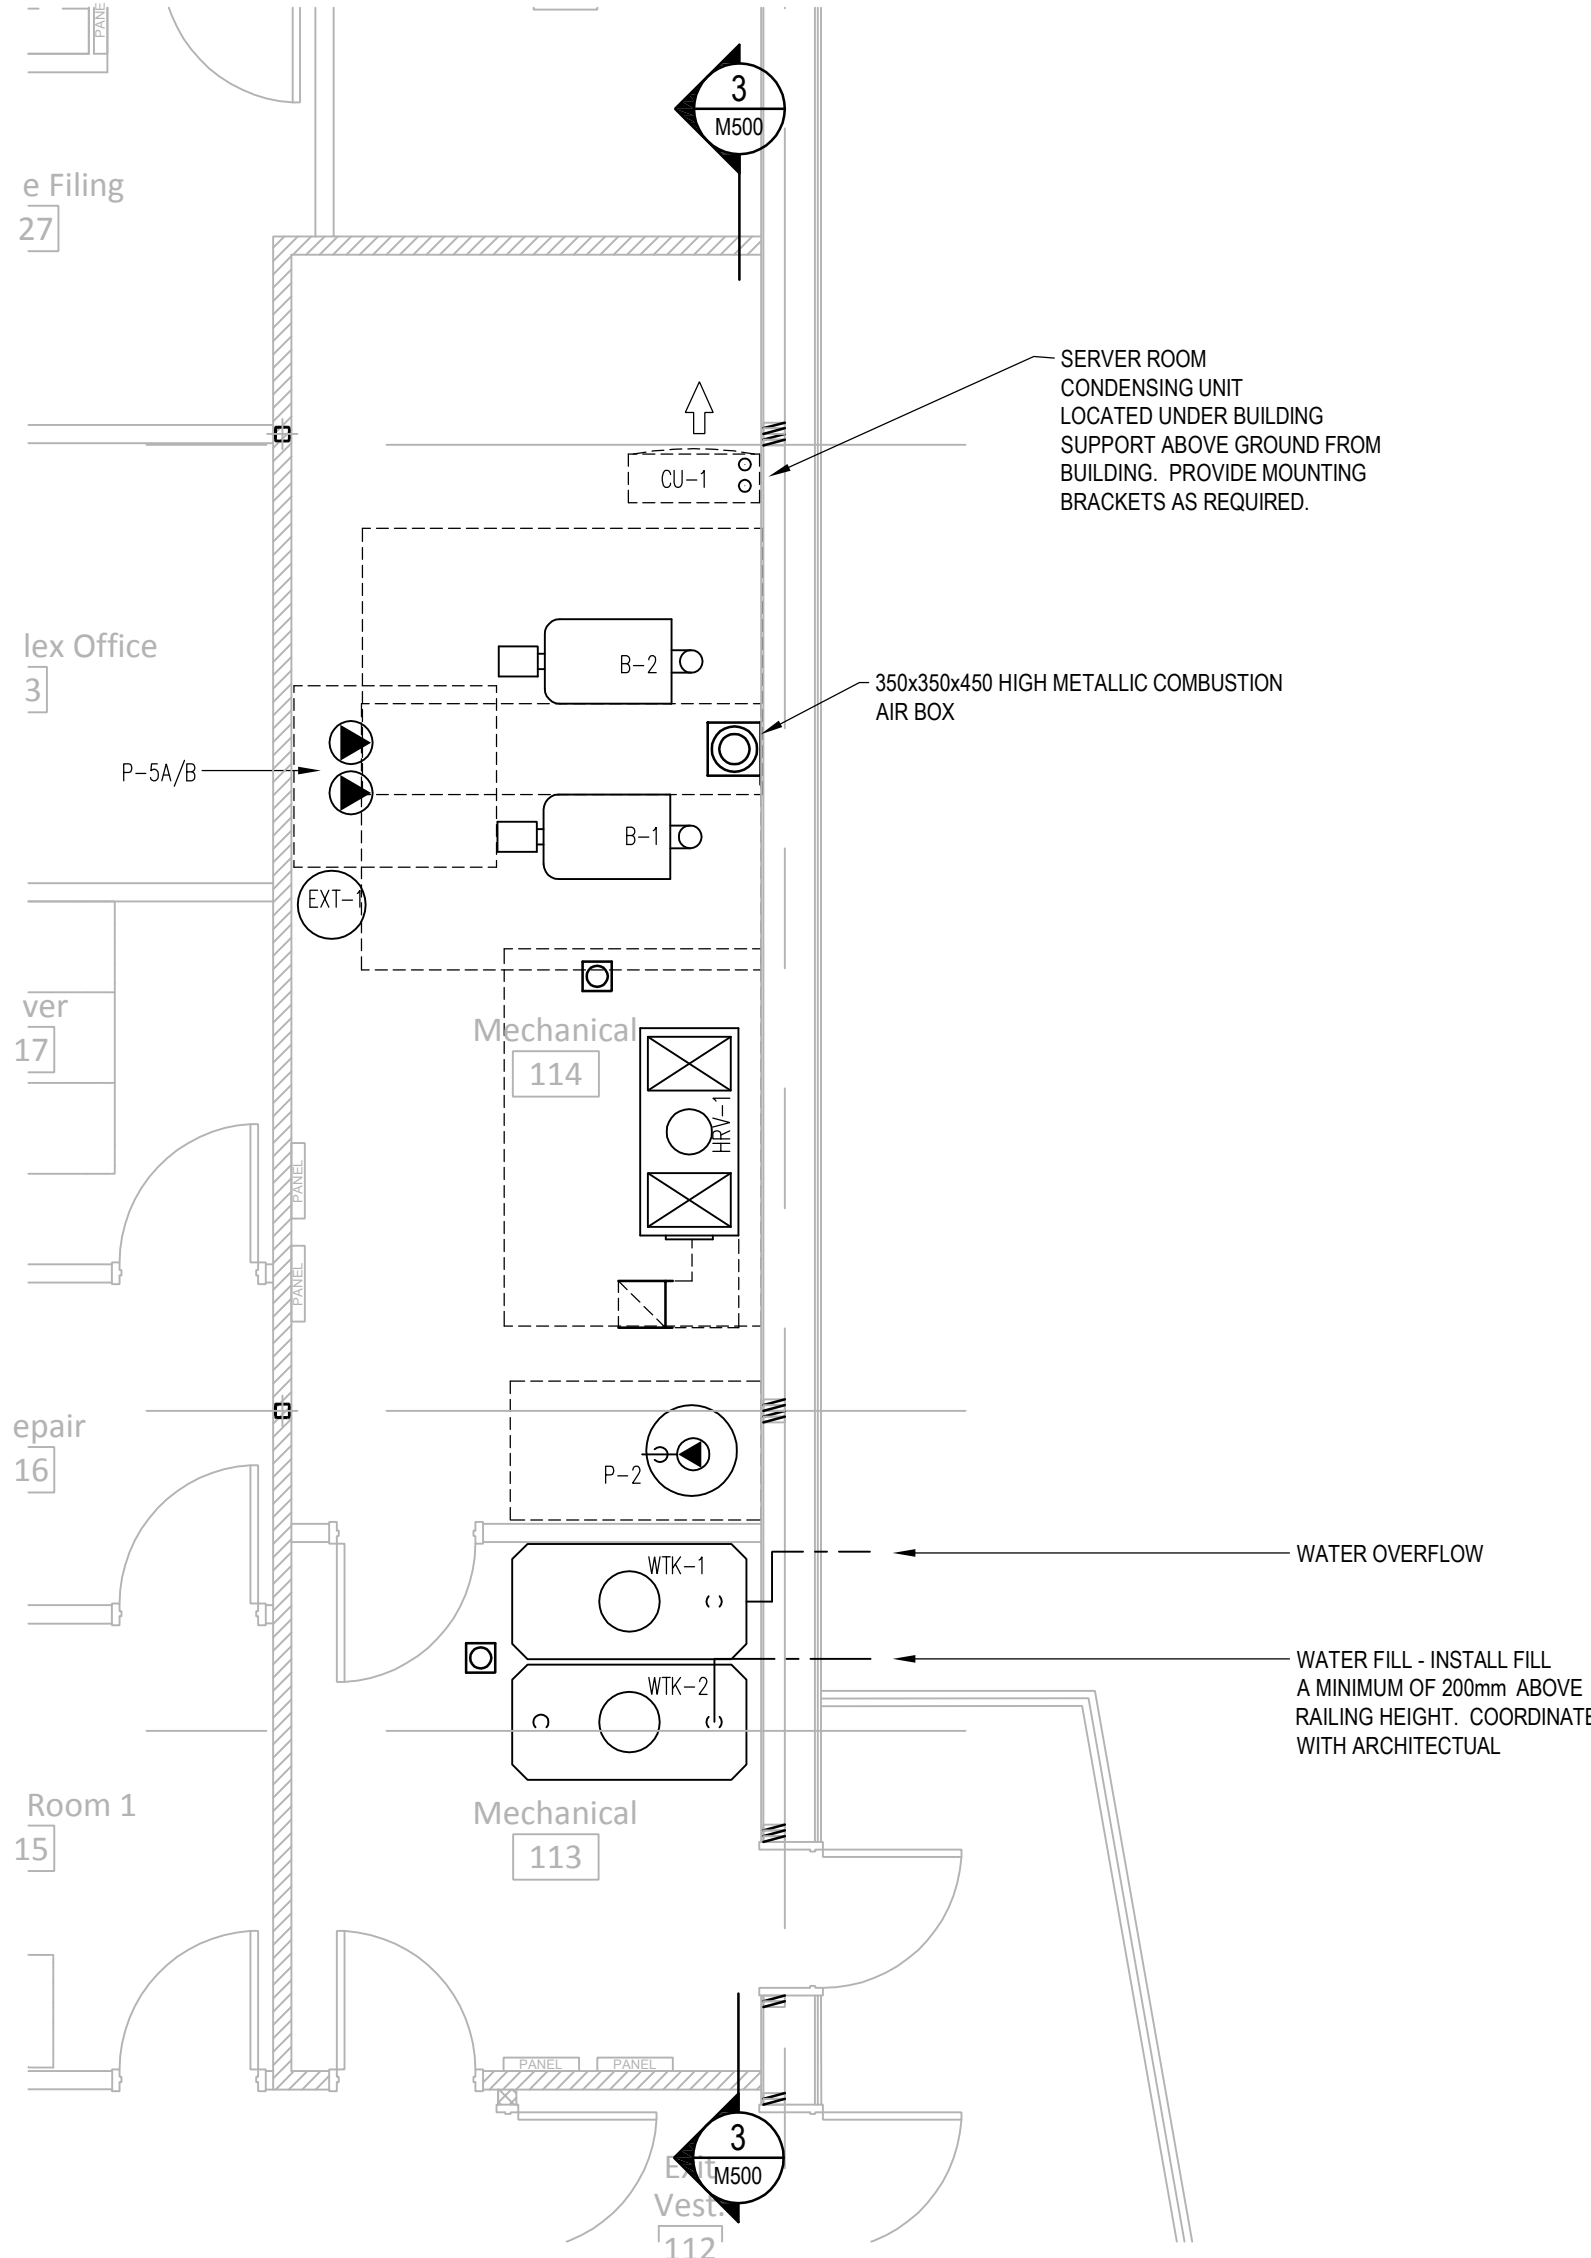 PANE
3
M500
e Filing
27
SERVER ROOM
CONDENSING UNIT
LOCATED UNDER BUILDING
SUPPORT ABOVE GROUND FROM
BUILDING. PROVIDE MOUNTING
BRACKETS AS REQUIRED.
CU-1
lex Office
3
B-2
350x350x450 HIGH METALLIC COMBUSTION
AIR BOX
P-5A/B
B-1
EXT-1
ver
17
Mechanical
114
HRV-1
PANEL
PANEL
epair
16
P-2
WTK-1
WATER OVERFLOW
WTK-2
WATER FILL - INSTALL FILL
A MINIMUM OF 200mm ABOVE
RAILING HEIGHT. COORDINATE
WITH ARCHITECTUAL
Room 1
15
Mechanical
113
PANEL
PANEL
3
M500
Exit
Vest.
112